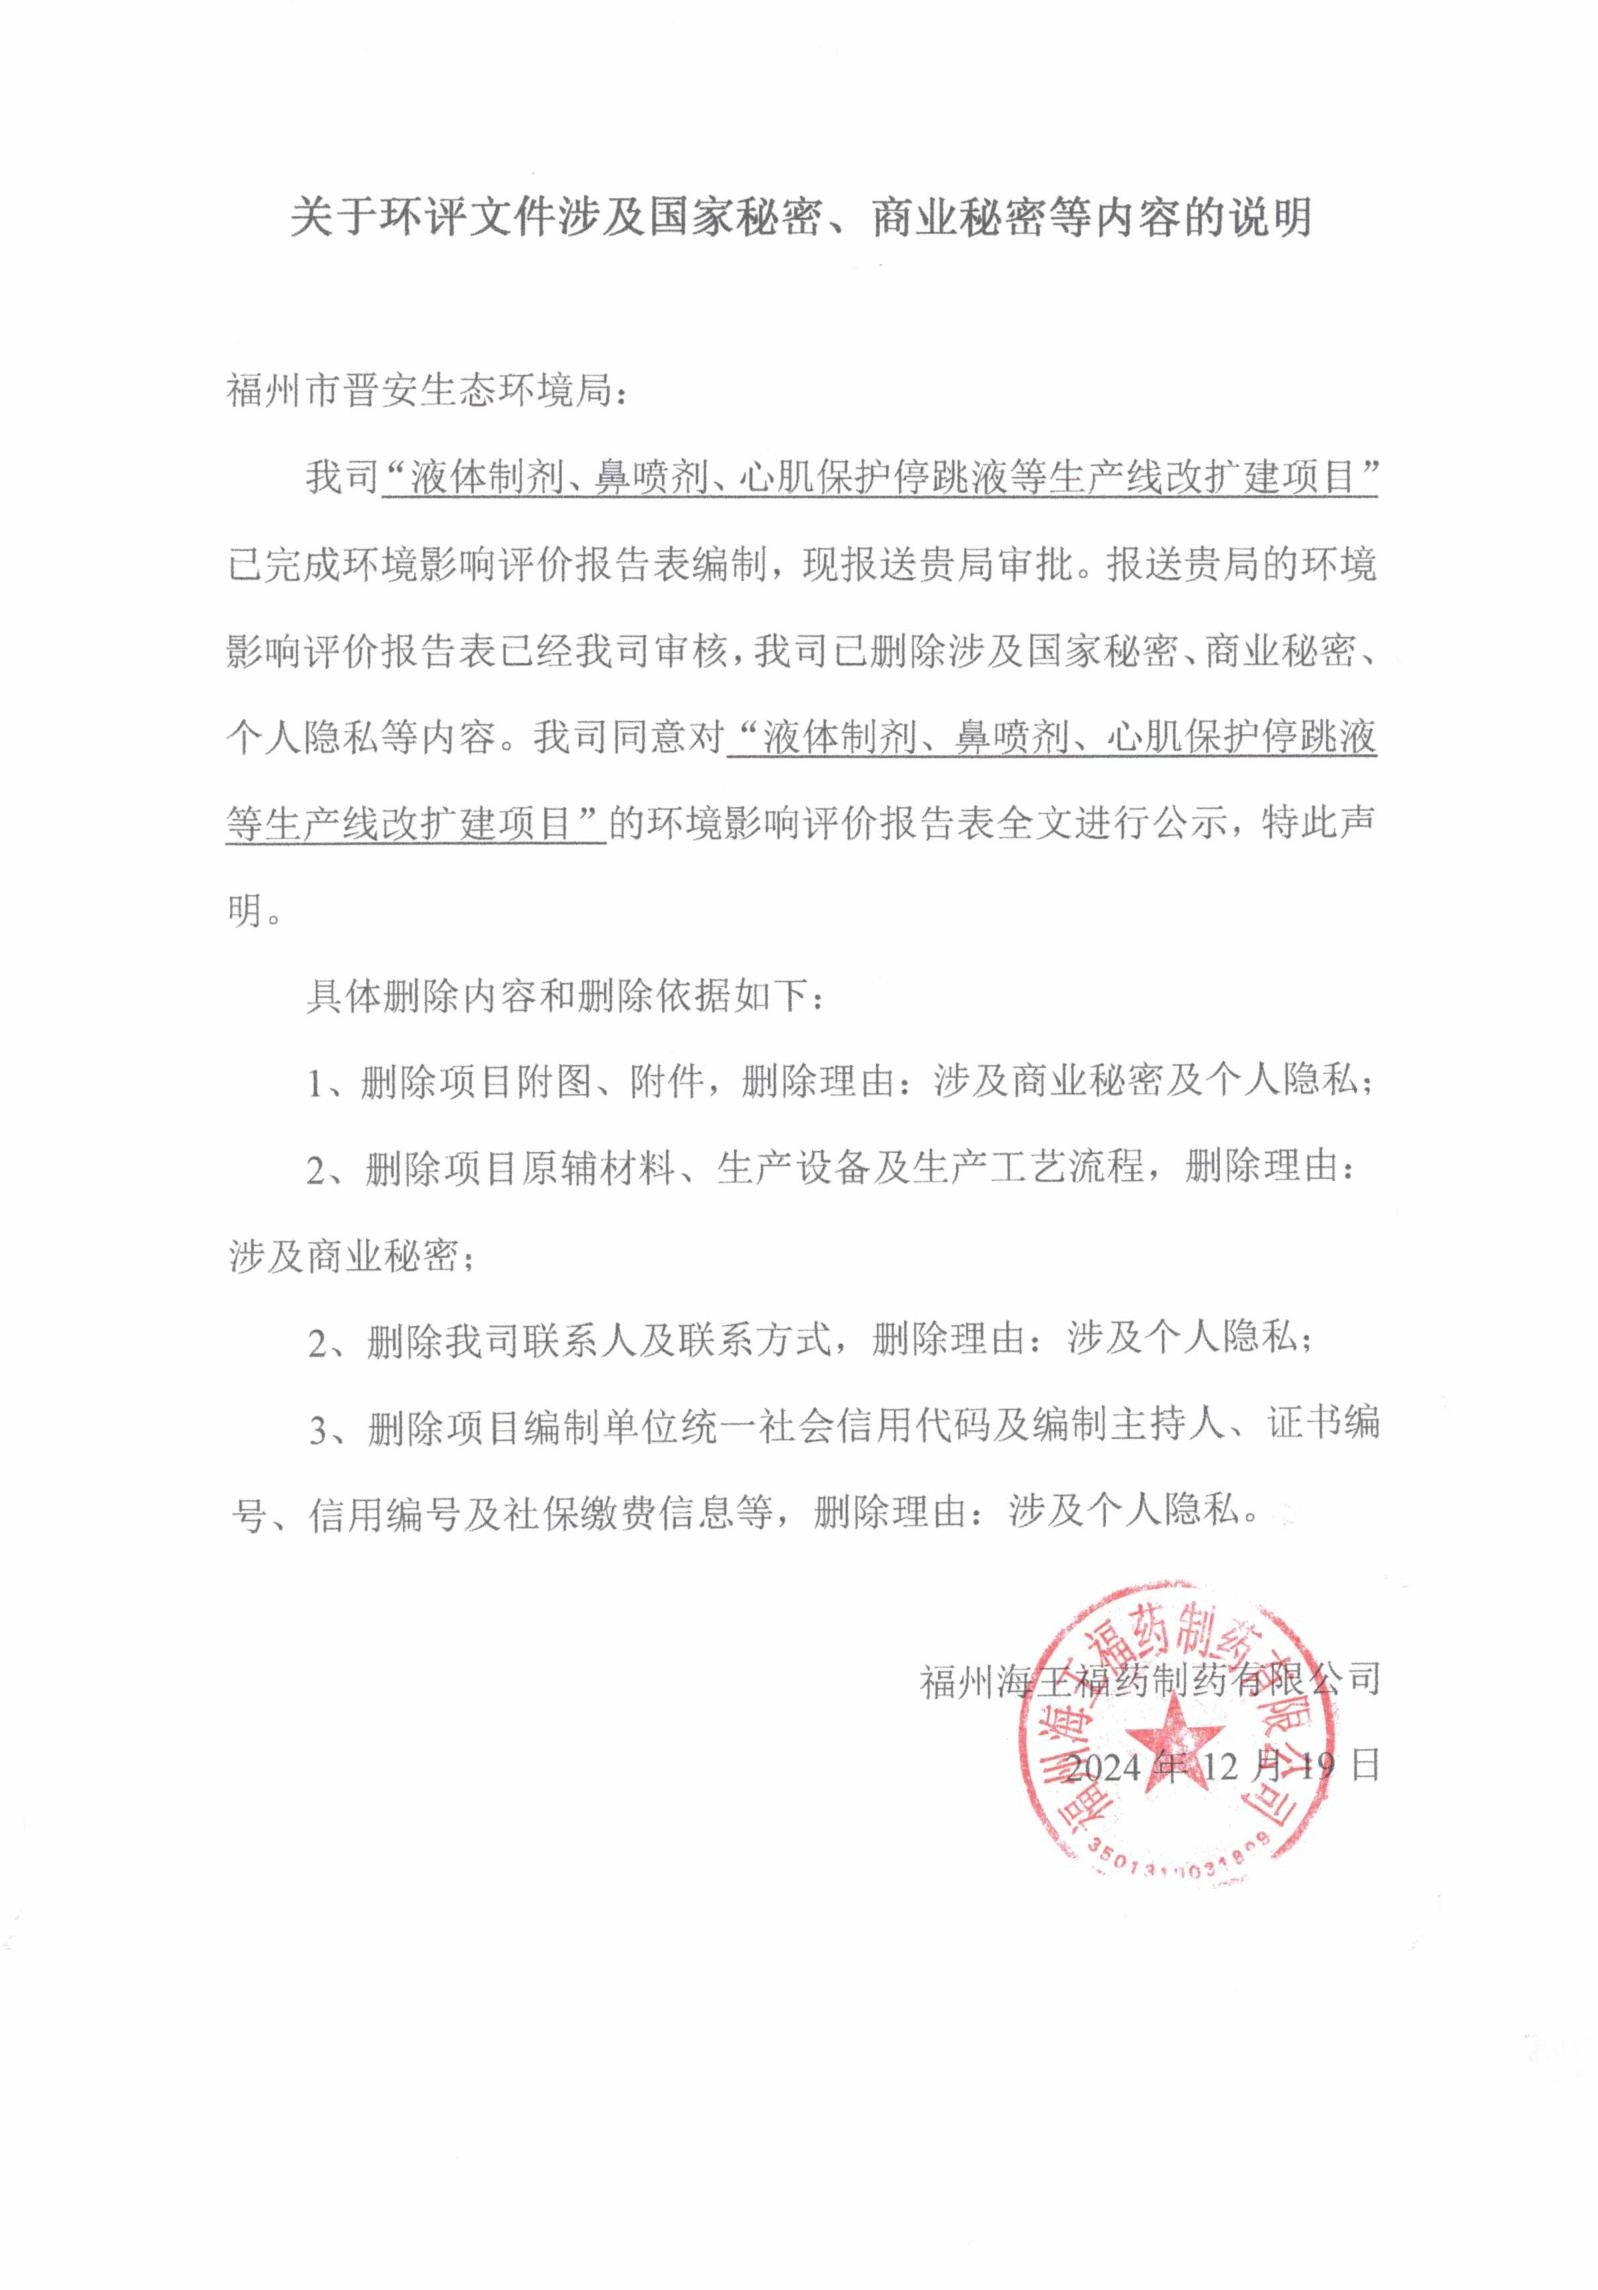 关于环评文件涉及国家秘密、商业秘密等内容的说明
福州市晋安生态环境局：
我司“液体制剂、鼻喷剂、心肌保护停跳液等生产线改扩建项目”
已完成环境影响评价报告表编制，现报送贵局审批。报送贵局的环境
影响评价报告表已经我司审核，我司已删除涉及国家秘密、商业秘密、
个人隐私等内容。我司同意对“液体制剂、鼻喷剂、心肌保护停跳液
等生产线改扩建项目”的环境影响评价报告表全文进行公示，特此声
明。
具体删除内容和删除依据如下：
1、删除项目附图、附件，删除理由：涉及商业秘密及个人隐私；
2、删除项目原辅材料、生产设备及生产工艺流程，删除理由：
涉及商业秘密；
2、删除我司联系人及联系方式，删除理由：涉及个人隐私；
3、删除项目编制单位统一社会信用代码及编制主持人、证书编
号、信用编号及社保缴费信息等，删除理由：涉及个人隐私。
福州海王福药制药有限公司
2024 年 12 月 19 日
福州海王福药制药有限公司